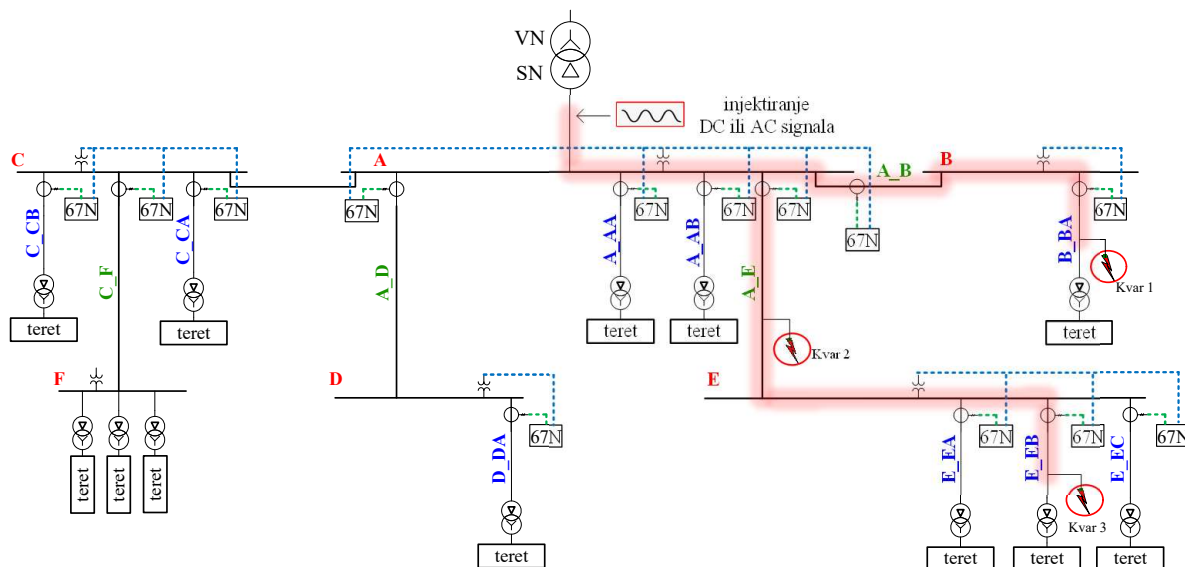 VN
SN
injektiranje
DC ili AC signala
C
A
A_B
B
67N
67N
67N
67N
67N
67N
67N
67N
67N
C_CB
C_F
C_CA
A_D
A_AA
A_AB
A_E
B_BA
Kvar 1
teret
teret
teret
teret
teret
Kvar 2
F
D
E
67N
67N
67N
67N
D_DA
E_EA
E_EB
E_EC
teret
teret
teret
Kvar 3
teret
teret
teret
teret